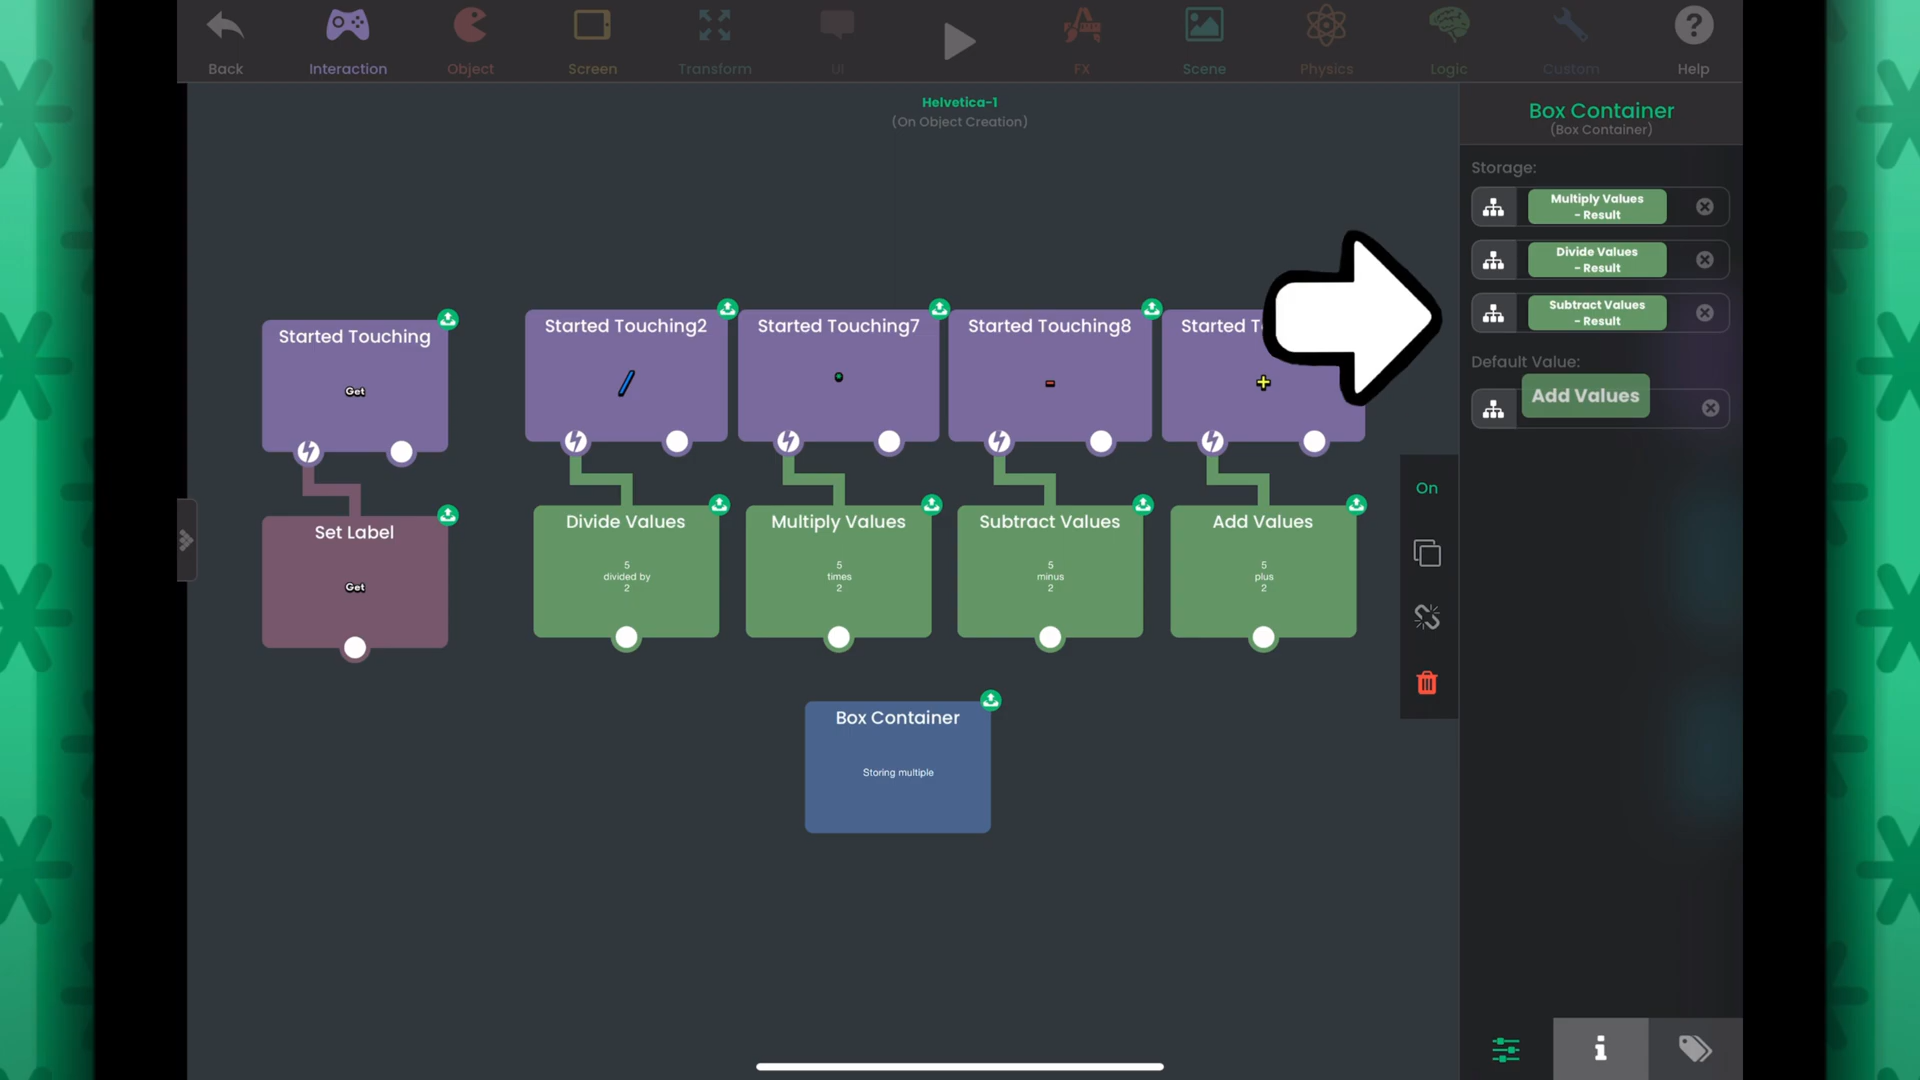 Back
Interaction
Object
Screen
Transform
UI
FX
Scene
Physics
Logic
Custom
Help
Helvetica-1
(On Object Creation)
Box Container
(Box Container)
Storage:
Multiply Values
- Result
Divide Values
- Result
Subtract Values
- Result
Default Value:
Add Values
Started Touching
Get
Started Touching2
Started Touching7
Started Touching8
Started
Set Label
Get
Divide Values
5
divided by
2
Multiply Values
5
times
2
Subtract Values
5
minus
2
Add Values
5
plus
2
On
Box Container
Storing multiple